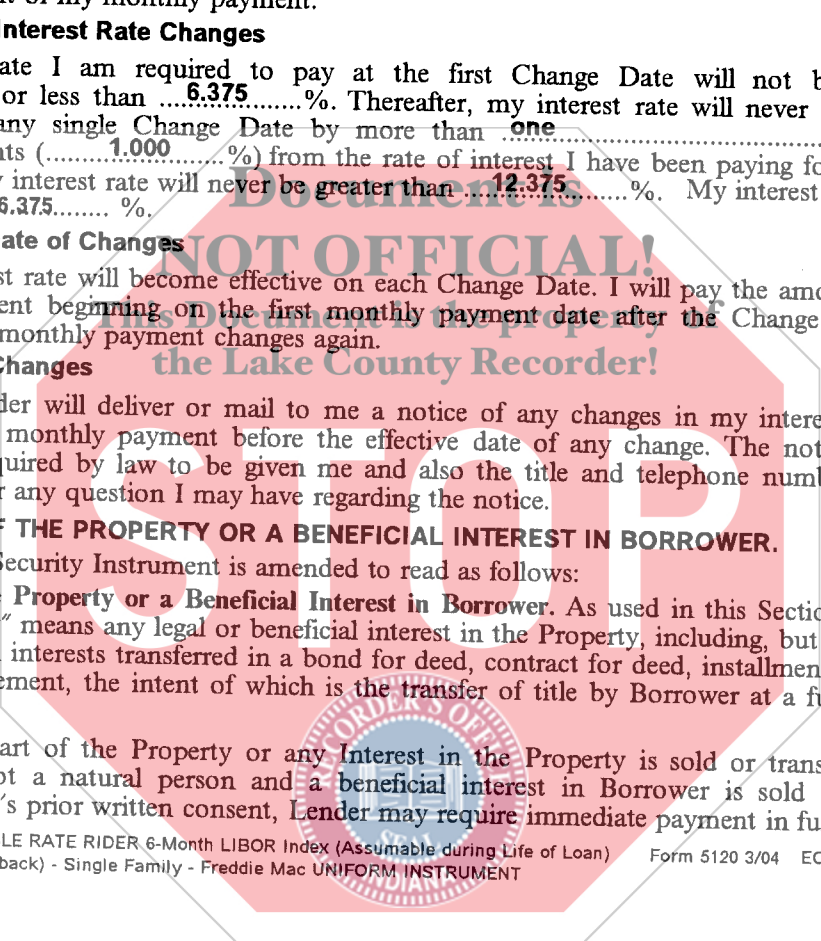 t of my monthly payment.
Interest Rate Changes
ate I am required to pay at the first Change Date will not b
or less than ....6.375........%. Thereafter, my interest rate will never
any single Change Date by more than .one..............................
nts (..........1.000........%) from the rate of interest I have been paying fo
interest rate will never be greater than .....12.375..........%. My interest
6.375........ %.
ate of Changes
st rate will become effective on each Change Date. I will pay the amo
ent beginning on the first monthly payment date after the Change
monthly payment changes again.
Changes
der will deliver or mail to me a notice of any changes in my intere
monthly payment before the effective date of any change. The not
quired by law to be given me and also the title and telephone numb
r any question I may have regarding the notice.
F THE PROPERTY OR A BENEFICIAL INTEREST IN BORROWER.
Security Instrument is amended to read as follows:
Property or a Beneficial Interest in Borrower. As used in this Sectio
" means any legal or beneficial interest in the Property, including, but
interests transferred in a bond for deed, contract for deed, installmen
ement, the intent of which is the transfer of title by Borrower at a fu
art of the Property or any Interest in the Property is sold or trans
ot a natural person and a beneficial interest in Borrower is sold
's prior written consent, Lender may require immediate payment in fu
LE RATE RIDER 6-Month LIBOR Index (Assumable during Life of Loan) Form 5120 3/04 EC
back) - Single Family - Freddie Mac UNIFORM INSTRUMENT
Document is
NOT OFFICIAL!
This Document is the property of
the Lake County Recorder!
STOP
RECORDER'S OFFICE
SEAL
INDIANA